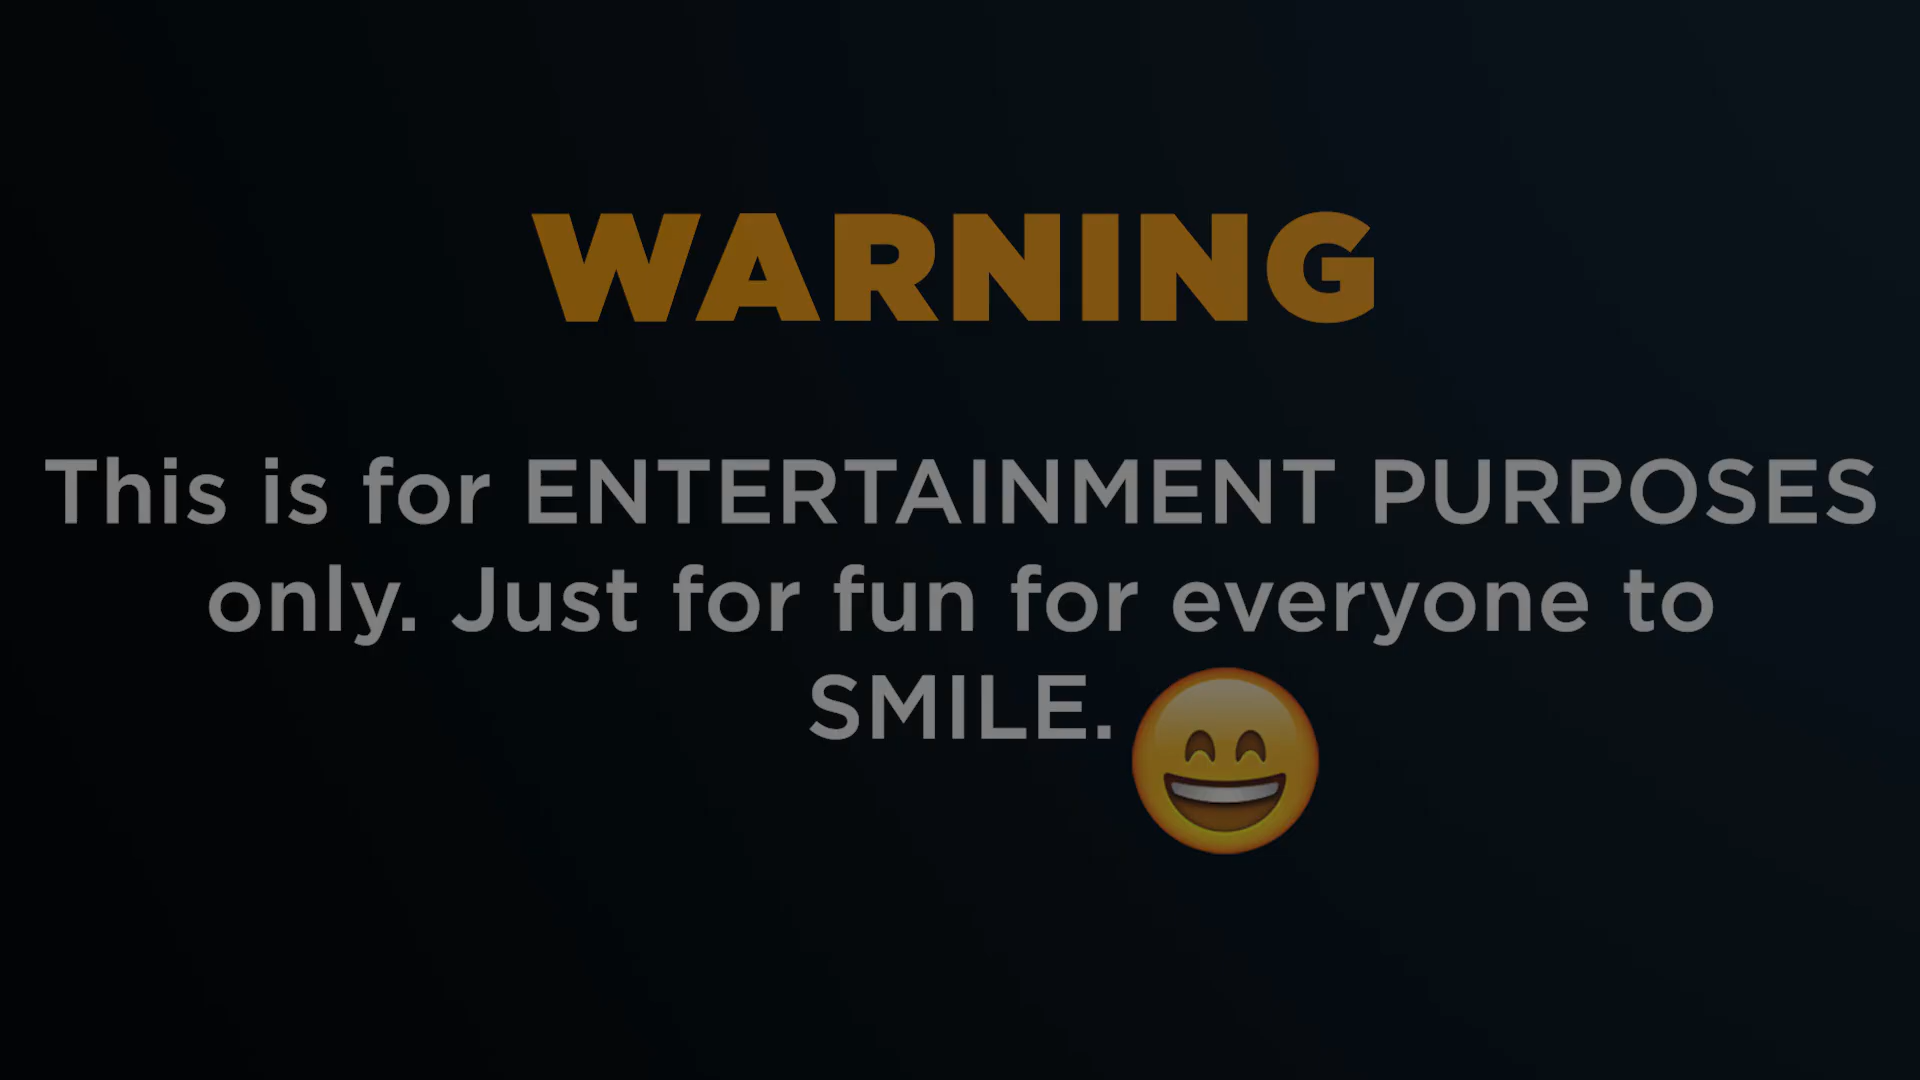 WARNING
This is for ENTERTAINMENT PURPOSES
only. Just for fun for everyone to
SMILE.